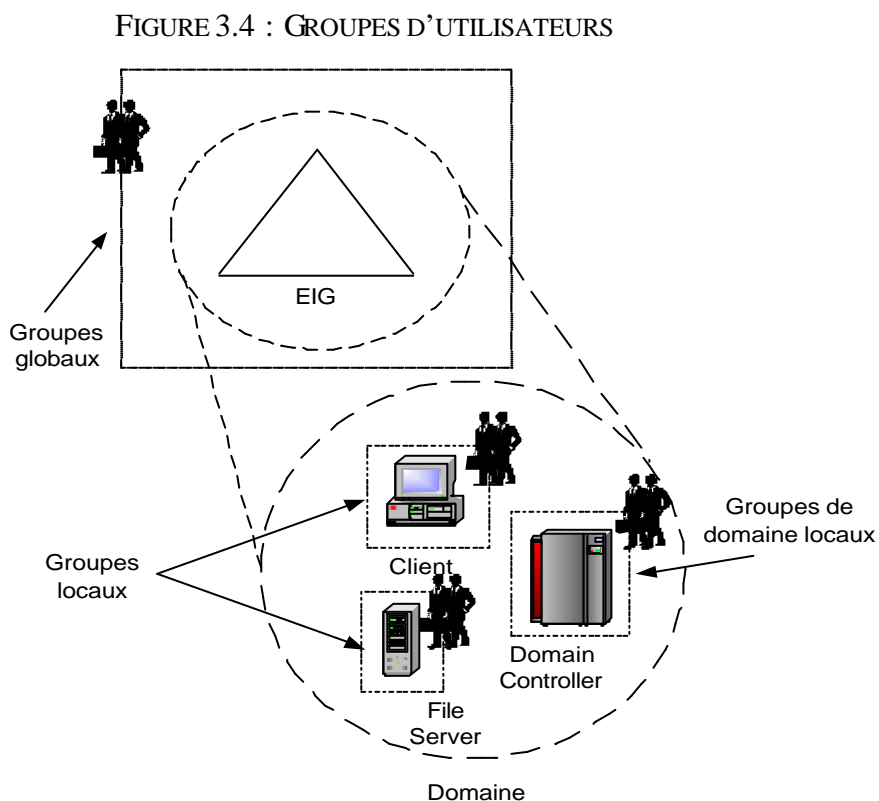 FIGURE 3.4 : GROUPES D'UTILISATEURS
EIG
Groupes
globaux
Groupes de
domaine locaux
Groupes
locaux
Client
Domain
Controller
File
Server
Domaine